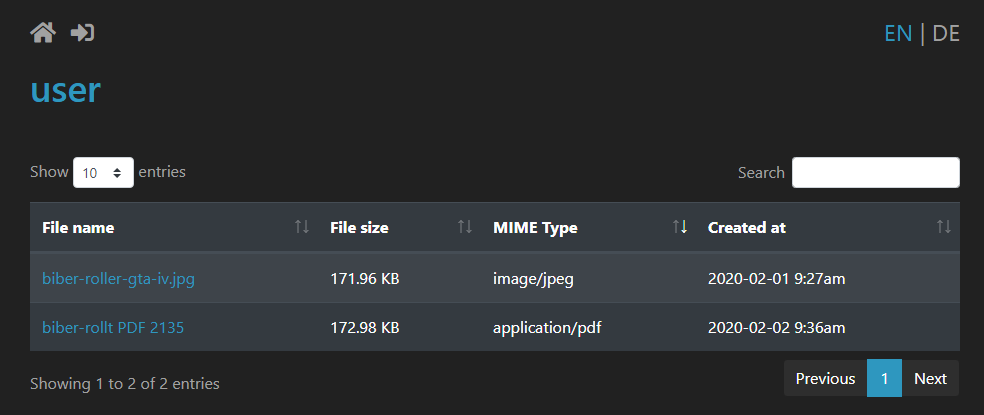 EN | DE
user
Show 10 entries
Search
File name File size MIME Type Created at
biber-roller-gta-iv.jpg 171.96 KB image/jpeg 2020-02-01 9:27am
biber-rollt PDF 2135 172.98 KB application/pdf 2020-02-02 9:36am
Showing 1 to 2 of 2 entries
Previous 1 Next